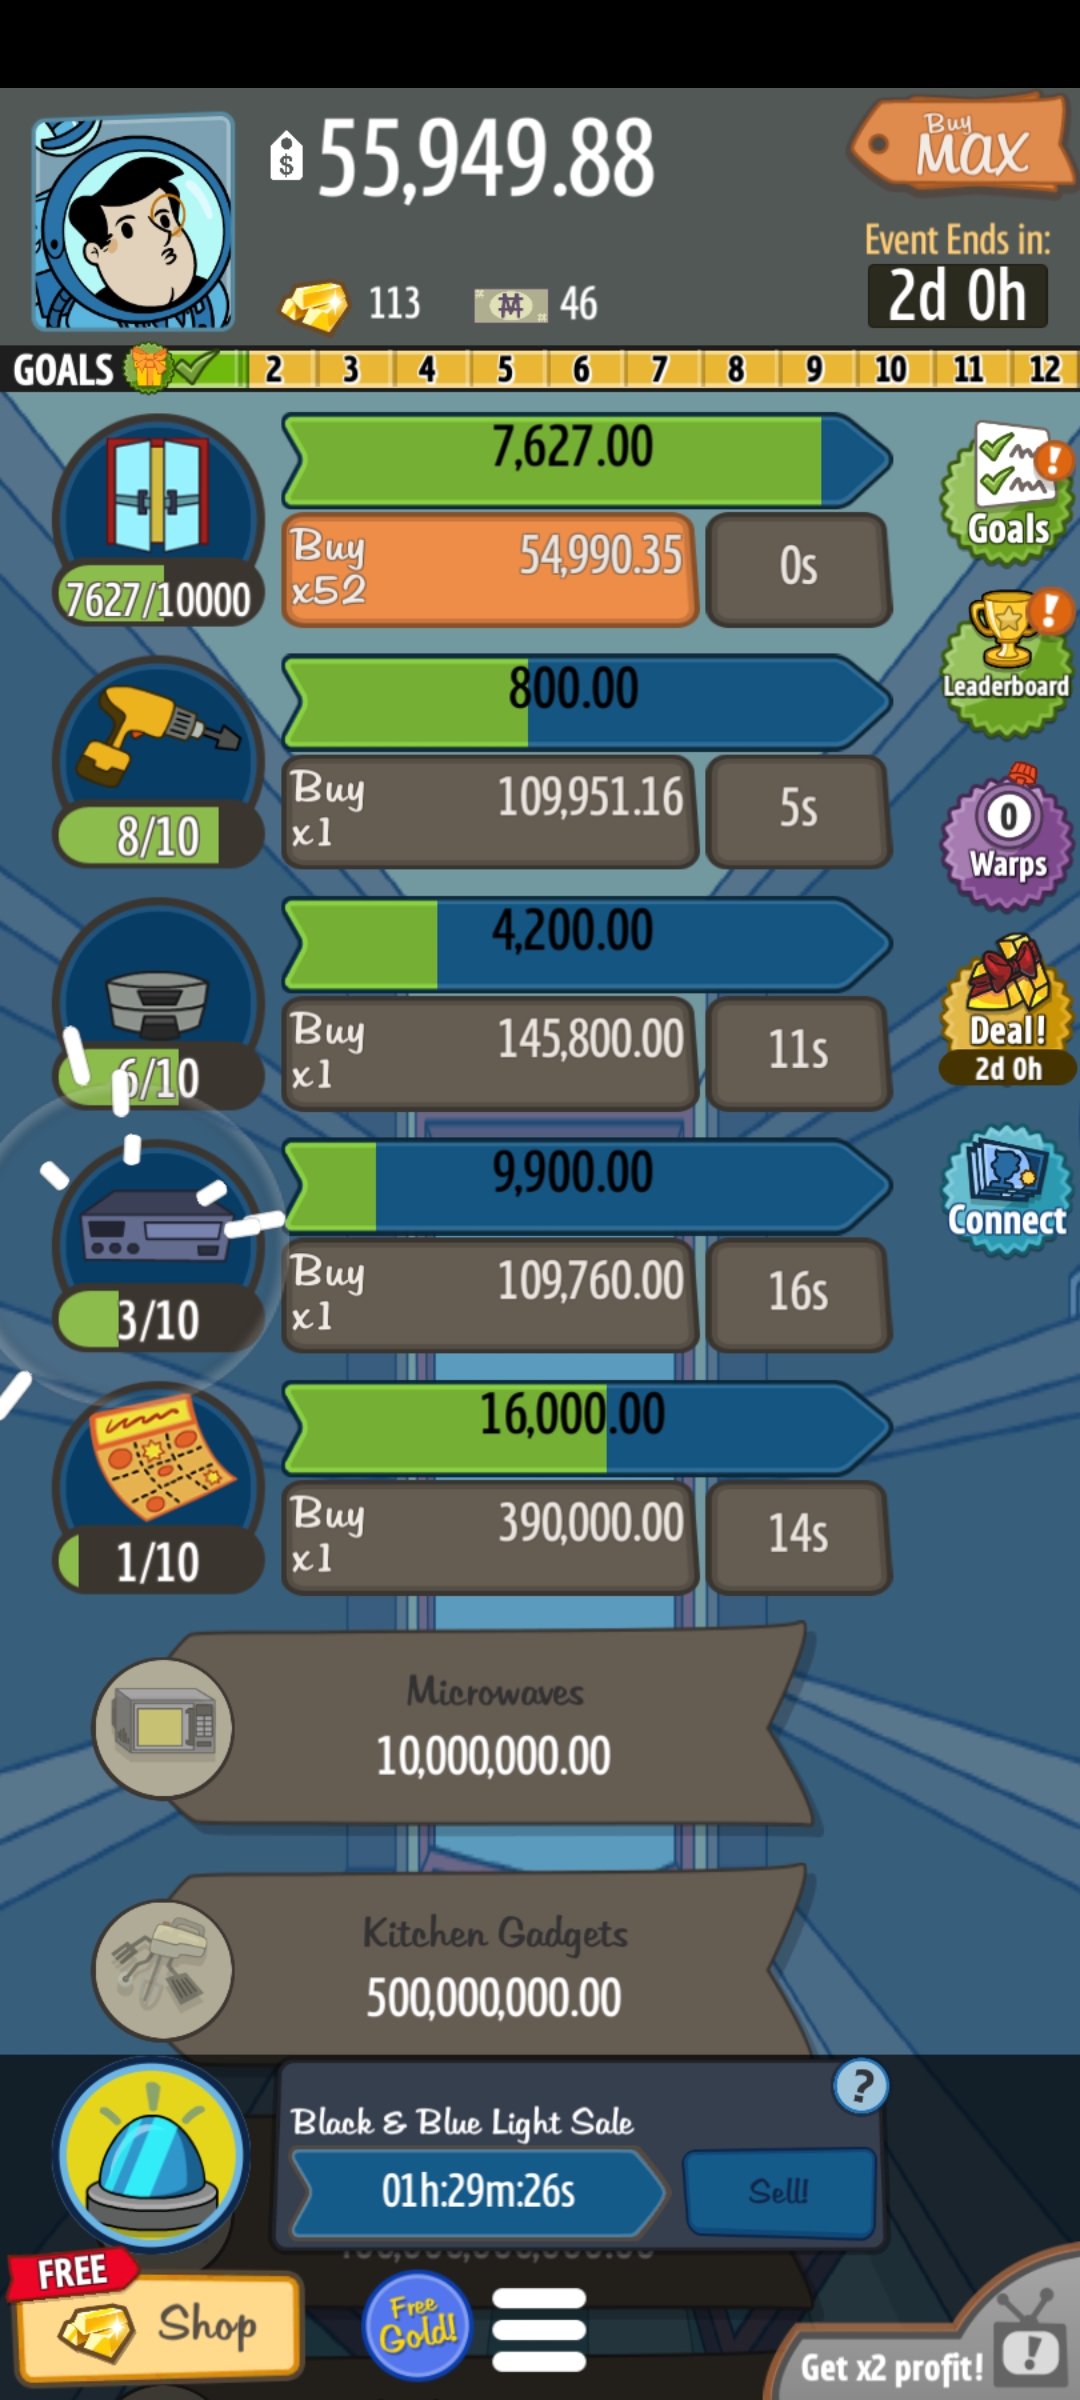 $ 55,949.88
Buy
MAX
Event Ends in:
2d 0h
113
46
GOALS 2 3 4 5 6 7 8 9 10 11 12
7,627.00
Buy
x52
54,990.35
0s
7627/10000
Goals
800.00
Buy
x1
109,951.16
5s
8/10
Leaderboard
4,200.00
Buy
x1
145,800.00
11s
6/10
0
Warps
9,900.00
Buy
x1
109,760.00
16s
3/10
Deal!
2d 0h
16,000.00
Buy
x1
390,000.00
14s
1/10
Connect
Microwaves
10,000,000.00
Kitchen Gadgets
500,000,000.00
?
Black & Blue Light Sale
01h:29m:26s
Sell!
FREE
Shop
Free
Gold!
Get x2 profit!